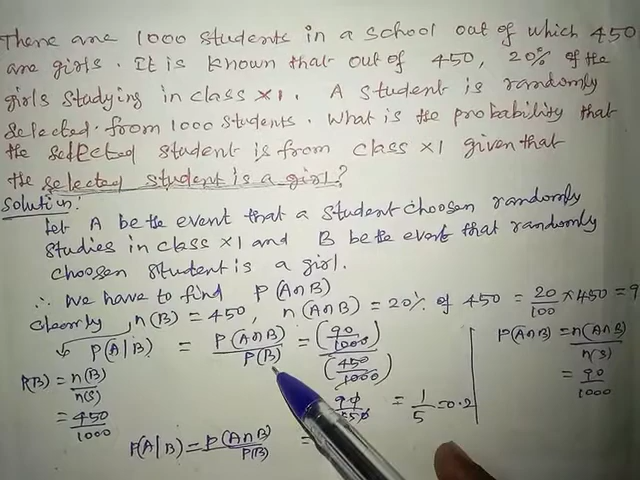 There are 1000 students in a school out of which 450
are girls. It is known that out of 450, 20% of the
girls studying in class x1. A student is randomly
selected from 1000 students. What is the probability that
the selected student is from class x1 given that
the selected student is a girl?
Solution:
Let A be the event that a student choosen randomly
studies in class x1 and B be the event that randomly
choosen student is a girl.
∴ We have to find P(A∩B)
Clearly n(B) = 450, n(A∩B) = 20% of 450 = 20/100 × 450 = 9
P(A|B) = P(A∩B)/P(B) = (90/1000)/(450/1000)
P(A∩B) = n(A∩B)/n(S)
= 90/1000
P(B) = n(B)/n(S)
= 450/1000
= 1/5 = 0.2
P(A|B) = P(A∩B)/P(B) =